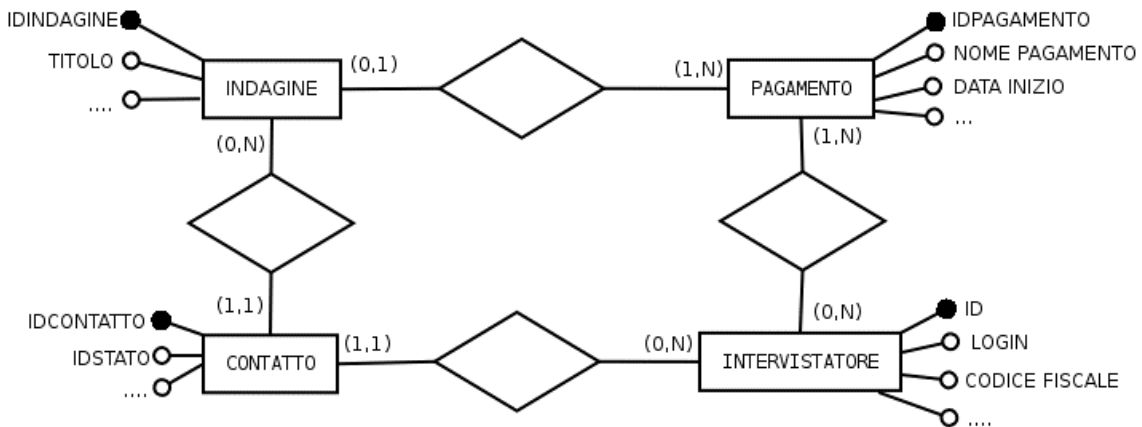 IDINDAGINE
TITOLO
....
INDAGINE
(0,1)
(1,N)
PAGAMENTO
IDPAGAMENTO
NOME PAGAMENTO
DATA INIZIO
...
(0,N)
(1,N)
(1,1)
(0,N)
IDCONTATTO
IDSTATO
....
CONTATTO
(1,1)
(0,N)
INTERVISTATORE
ID
LOGIN
CODICE FISCALE
....